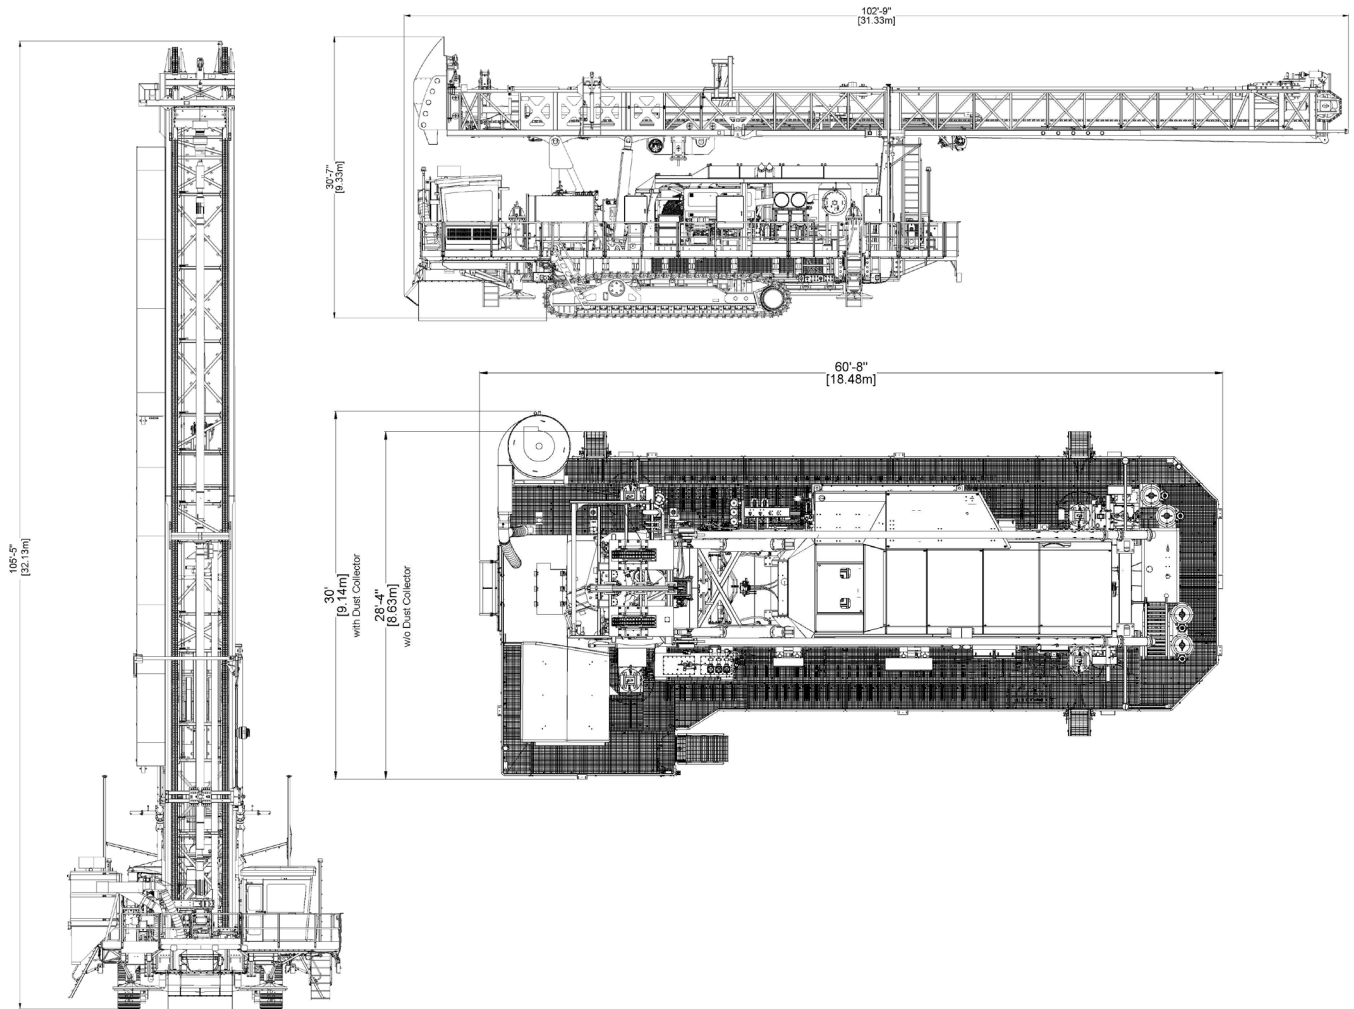 102'-9"
[31.33m]
30'-7"
[9.33m]
105'-5"
[32.13m]
60'-8"
[18.48m]
30'
[9.14m]
with Dust Collector
28'-4"
[8.63m]
w/o Dust Collector